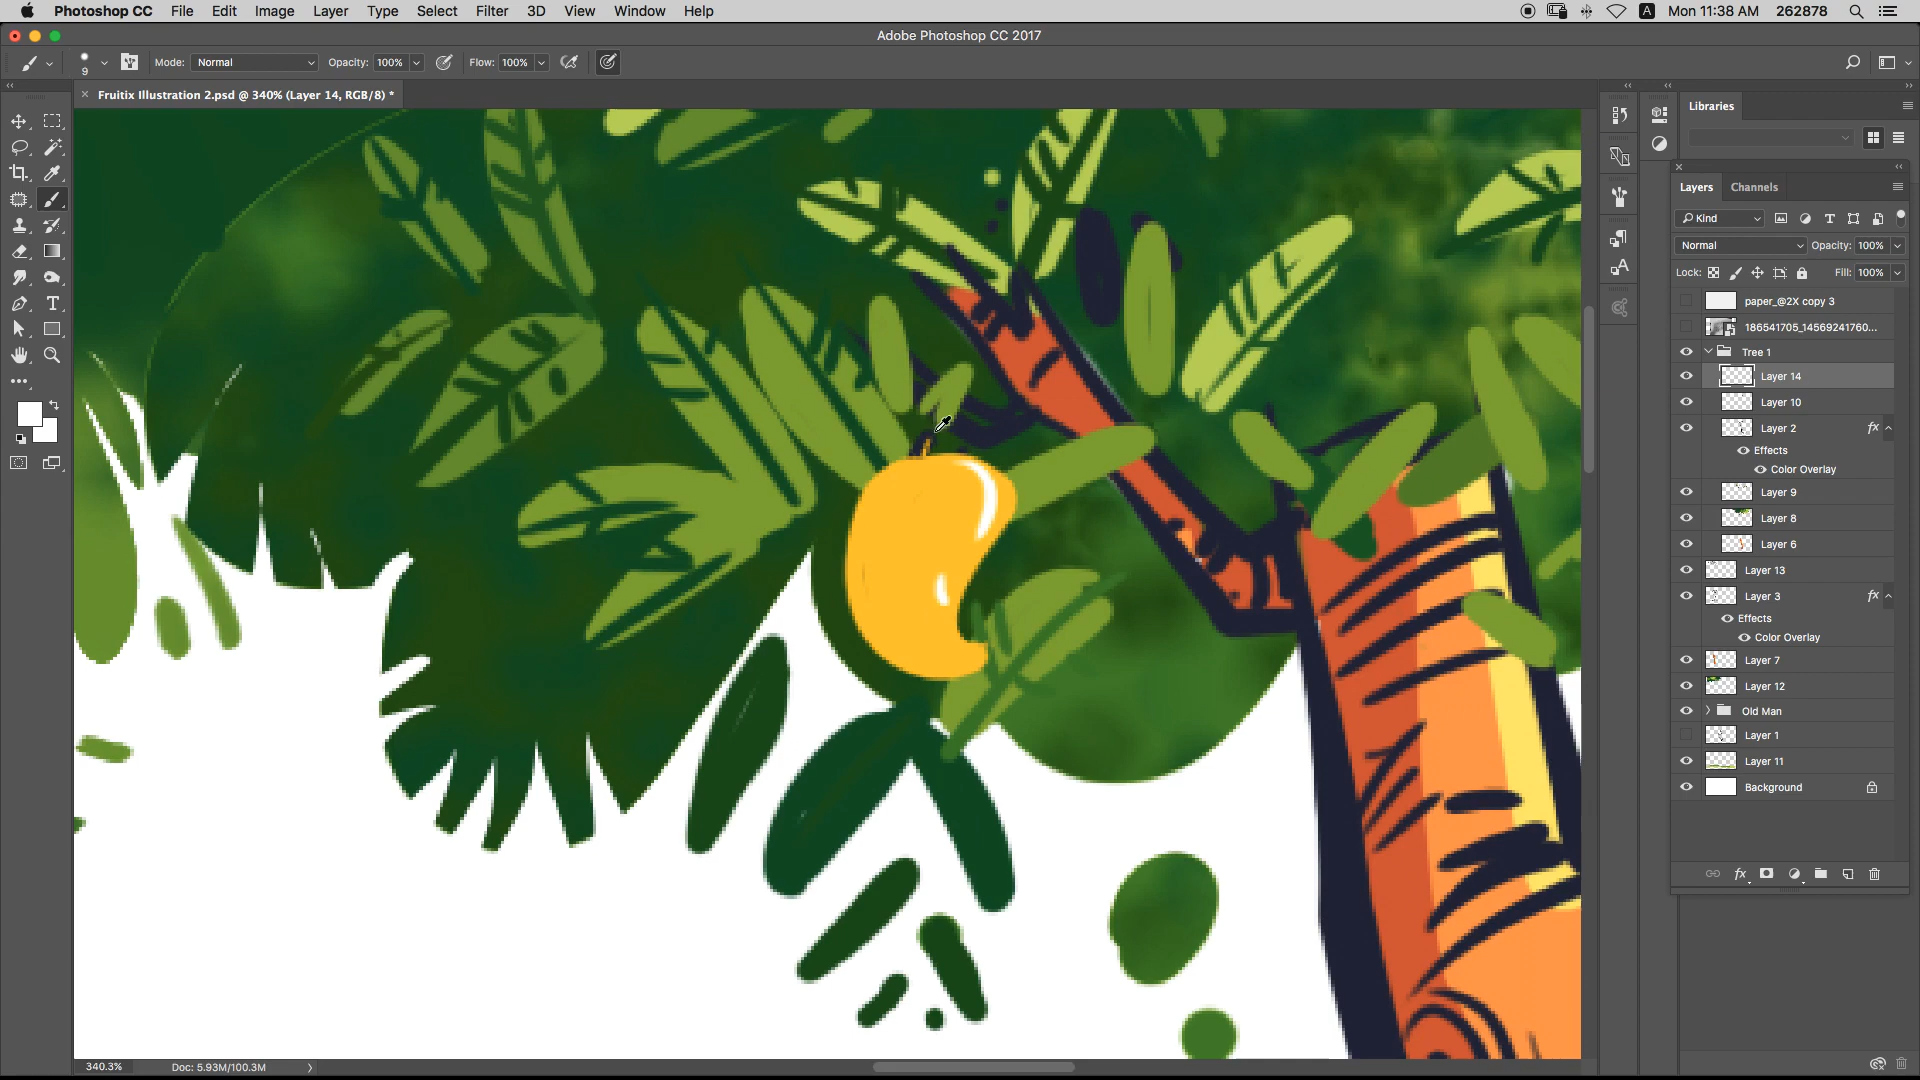 Photoshop CC File Edit Image Layer Type Select Filter 3D View Window Help
A Mon 11:38 AM 262878
Adobe Photoshop CC 2017
9 Mode: Normal Opacity: 100% Flow: 100%
Fruitix Illustration 2.psd @ 340% (Layer 14, RGB/8) *
Libraries
Layers Channels
Kind
Normal Opacity: 100%
Lock: Fill: 100%
paper_@2X copy 3
186541705_14569241760...
Tree 1
Layer 14
Layer 10
Layer 2 fx
Effects
Color Overlay
Layer 9
Layer 8
Layer 6
Layer 13
Layer 3 fx
Effects
Color Overlay
Layer 7
Layer 12
Old Man
Layer 1
Layer 11
Background
fx
340.3% Doc: 5.93M/100.3M